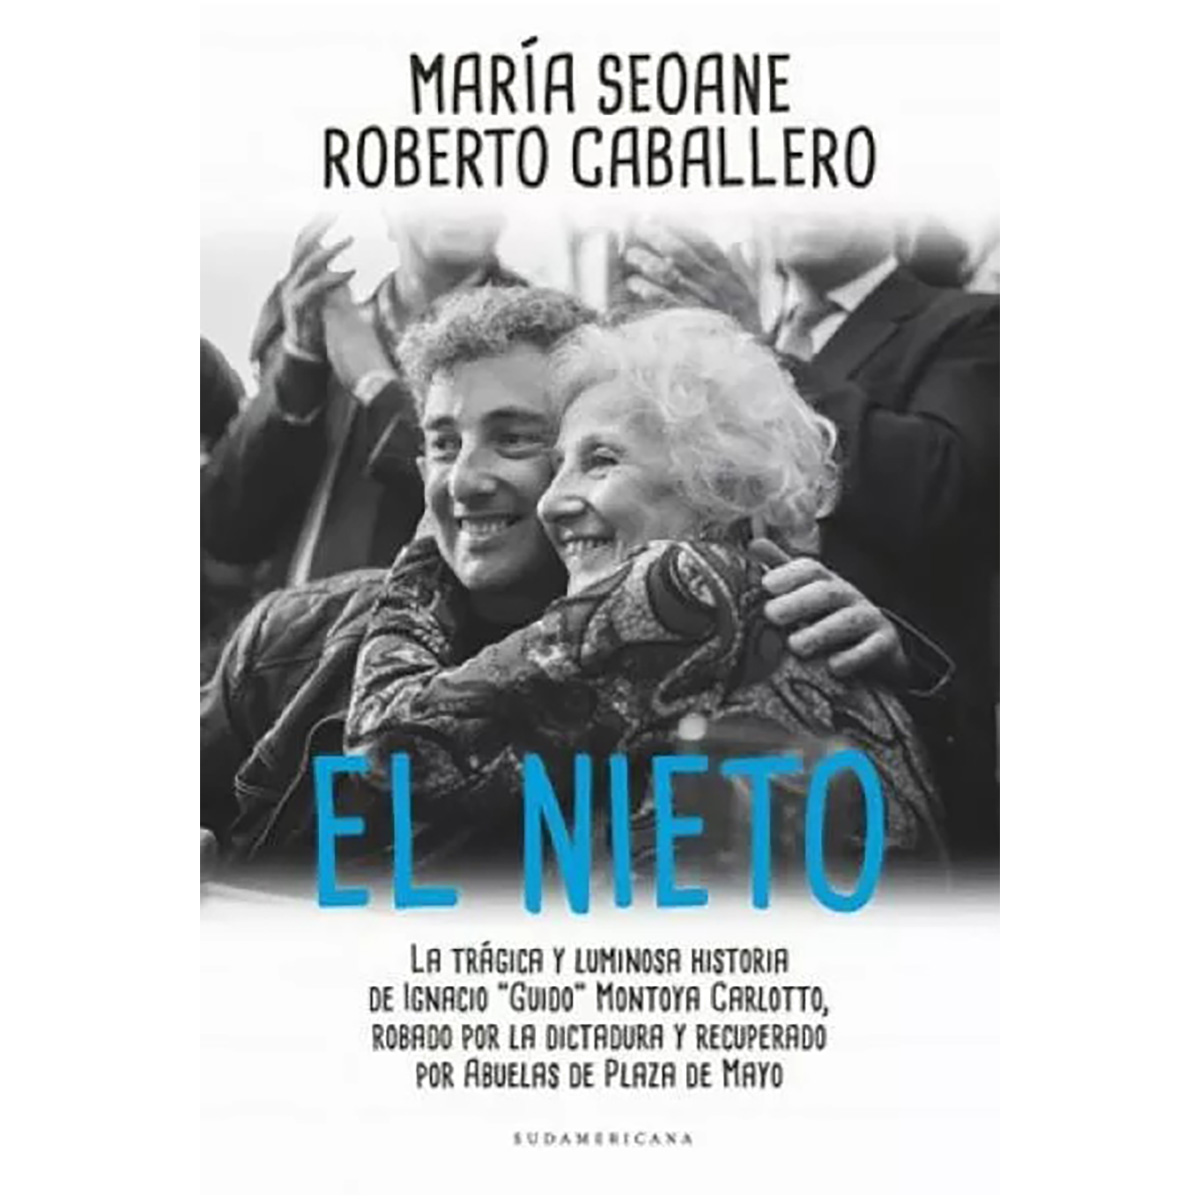 MARÍA SEOANE
ROBERTO CABALLERO
EL NIETO
LA TRÁGICA Y LUMINOSA HISTORIA
DE IGNACIO "GUIDO" MONTOYA CARLOTTO,
ROBADO POR LA DICTADURA Y RECUPERADO
POR ABUELAS DE PLAZA DE MAYO
SUDAMERICANA